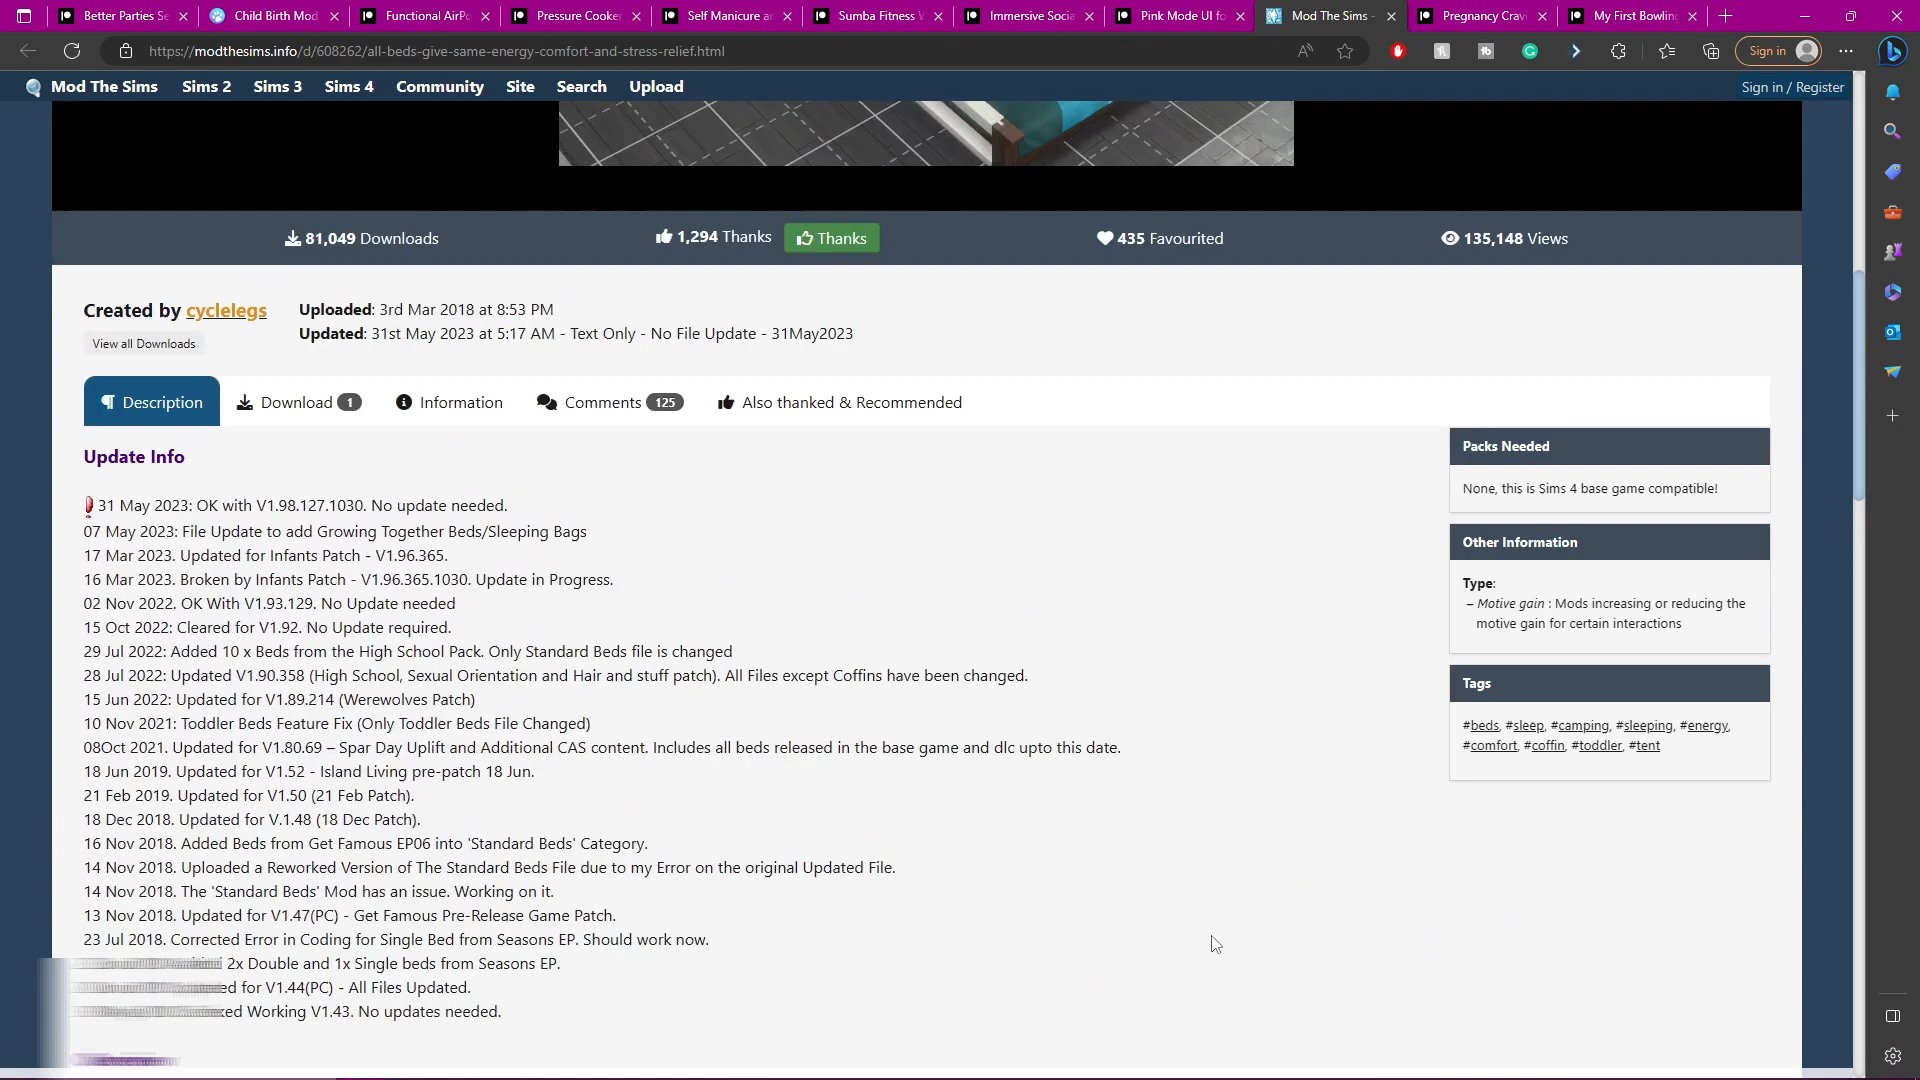 Better Parties Se
Child Birth Mod
Functional AirPo
Pressure Cooker
Self Manicure a
Sumba Fitness
Immersive Socia
Pink Mode UI fo
Mod The Sims -
Pregnancy Cravi
My First Bowling
https://modthesims.info/d/608262/all-beds-give-same-energy-comfort-and-stress-relief.html
Sign in
Mod The Sims Sims 2 Sims 3 Sims 4 Community Site Search Upload
Sign in / Register
81,049 Downloads
1,294 Thanks
Thanks
435 Favourited
135,148 Views
Created by cyclelegs
View all Downloads
Uploaded: 3rd Mar 2018 at 8:53 PM
Updated: 31st May 2023 at 5:17 AM - Text Only - No File Update - 31May2023
Description
Download 1
Information
Comments 125
Also thanked & Recommended
Update Info
31 May 2023: OK with V1.98.127.1030. No update needed.
07 May 2023: File Update to add Growing Together Beds/Sleeping Bags
17 Mar 2023. Updated for Infants Patch - V1.96.365.
16 Mar 2023. Broken by Infants Patch - V1.96.365.1030. Update in Progress.
02 Nov 2022. OK With V1.93.129. No Update needed
15 Oct 2022: Cleared for V1.92. No Update required.
29 Jul 2022: Added 10 x Beds from the High School Pack. Only Standard Beds file is changed
28 Jul 2022: Updated V1.90.358 (High School, Sexual Orientation and Hair and stuff patch). All Files except Coffins have been changed.
15 Jun 2022: Updated for V1.89.214 (Werewolves Patch)
10 Nov 2021: Toddler Beds Feature Fix (Only Toddler Beds File Changed)
08Oct 2021. Updated for V1.80.69 – Spar Day Uplift and Additional CAS content. Includes all beds released in the base game and dlc upto this date.
18 Jun 2019. Updated for V1.52 - Island Living pre-patch 18 Jun.
21 Feb 2019. Updated for V1.50 (21 Feb Patch).
18 Dec 2018. Updated for V.1.48 (18 Dec Patch).
16 Nov 2018. Added Beds from Get Famous EP06 into 'Standard Beds' Category.
14 Nov 2018. Uploaded a Reworked Version of The Standard Beds File due to my Error on the original Updated File.
14 Nov 2018. The 'Standard Beds' Mod has an issue. Working on it.
13 Nov 2018. Updated for V1.47(PC) - Get Famous Pre-Release Game Patch.
23 Jul 2018. Corrected Error in Coding for Single Bed from Seasons EP. Should work now.
2x Double and 1x Single beds from Seasons EP.
ed for V1.44(PC) - All Files Updated.
ked Working V1.43. No updates needed.
Packs Needed
None, this is Sims 4 base game compatible!
Other Information
Type:
– Motive gain : Mods increasing or reducing the
motive gain for certain interactions
Tags
#beds, #sleep, #camping, #sleeping, #energy,
#comfort, #coffin, #toddler, #tent